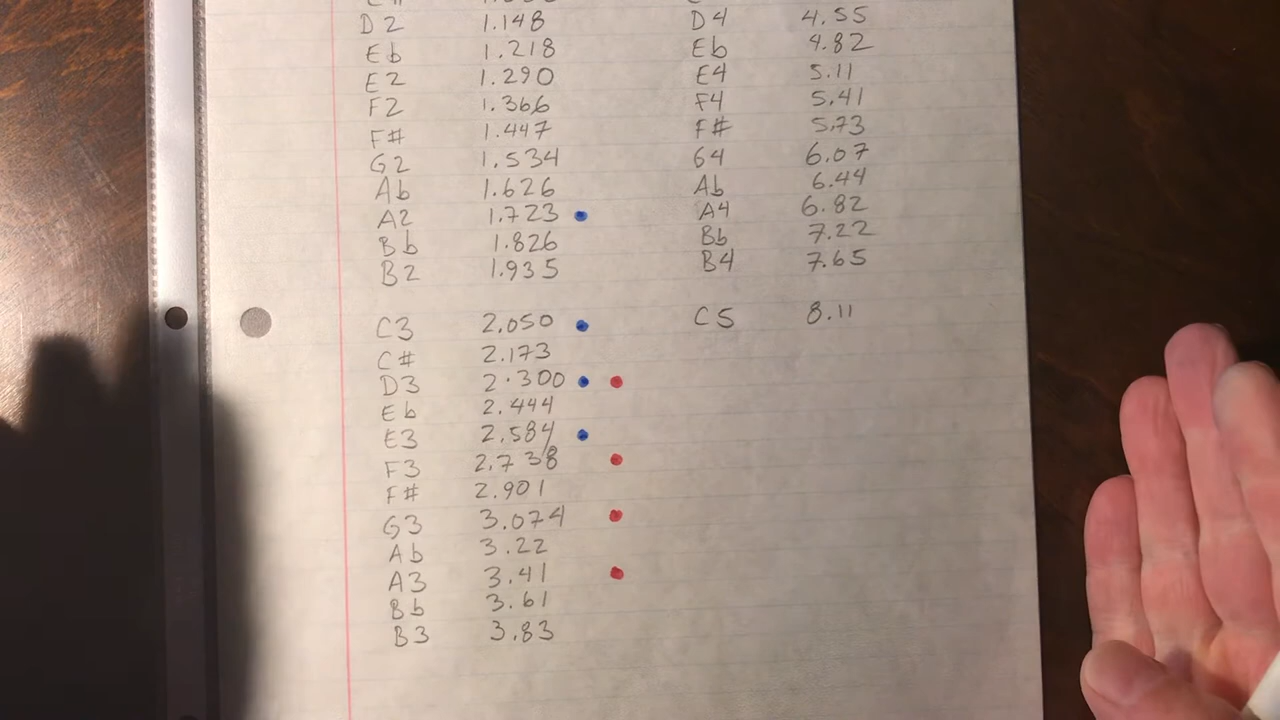 D2 1.148
Eb 1.218
E2 1.290
F2 1.366
F# 1.447
G2 1.534
Ab 1.626
A2 1.723
Bb 1.826
B2 1.935
C3 2.050
C# 2.173
D3 2.300
Eb 2.444
E3 2.584
F3 2.738
F# 2.901
G3 3.074
Ab 3.22
A3 3.41
Bb 3.61
B3 3.83
D4 4.55
Eb 4.82
E4 5.11
F4 5.41
F# 5.73
G4 6.07
Ab 6.44
A4 6.82
Bb 7.22
B4 7.65
C5 8.11